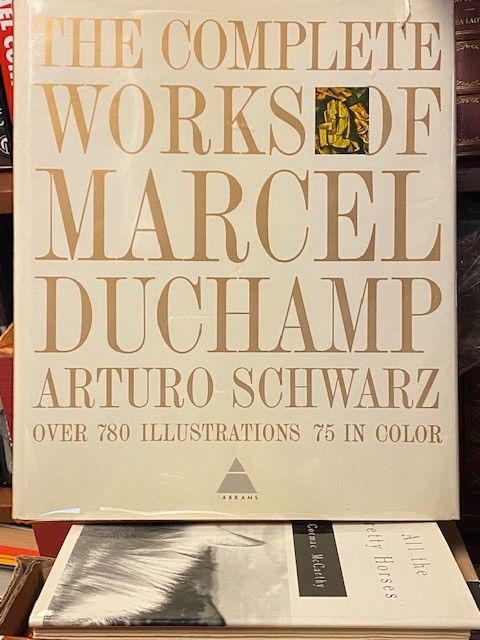 THE COMPLETE
WORKS OF
MARCEL
DUCHAMP
ARTURO SCHWARZ
OVER 780 ILLUSTRATIONS 75 IN COLOR
ABRAMS
All the
etty Horses
Cormac McCarthy